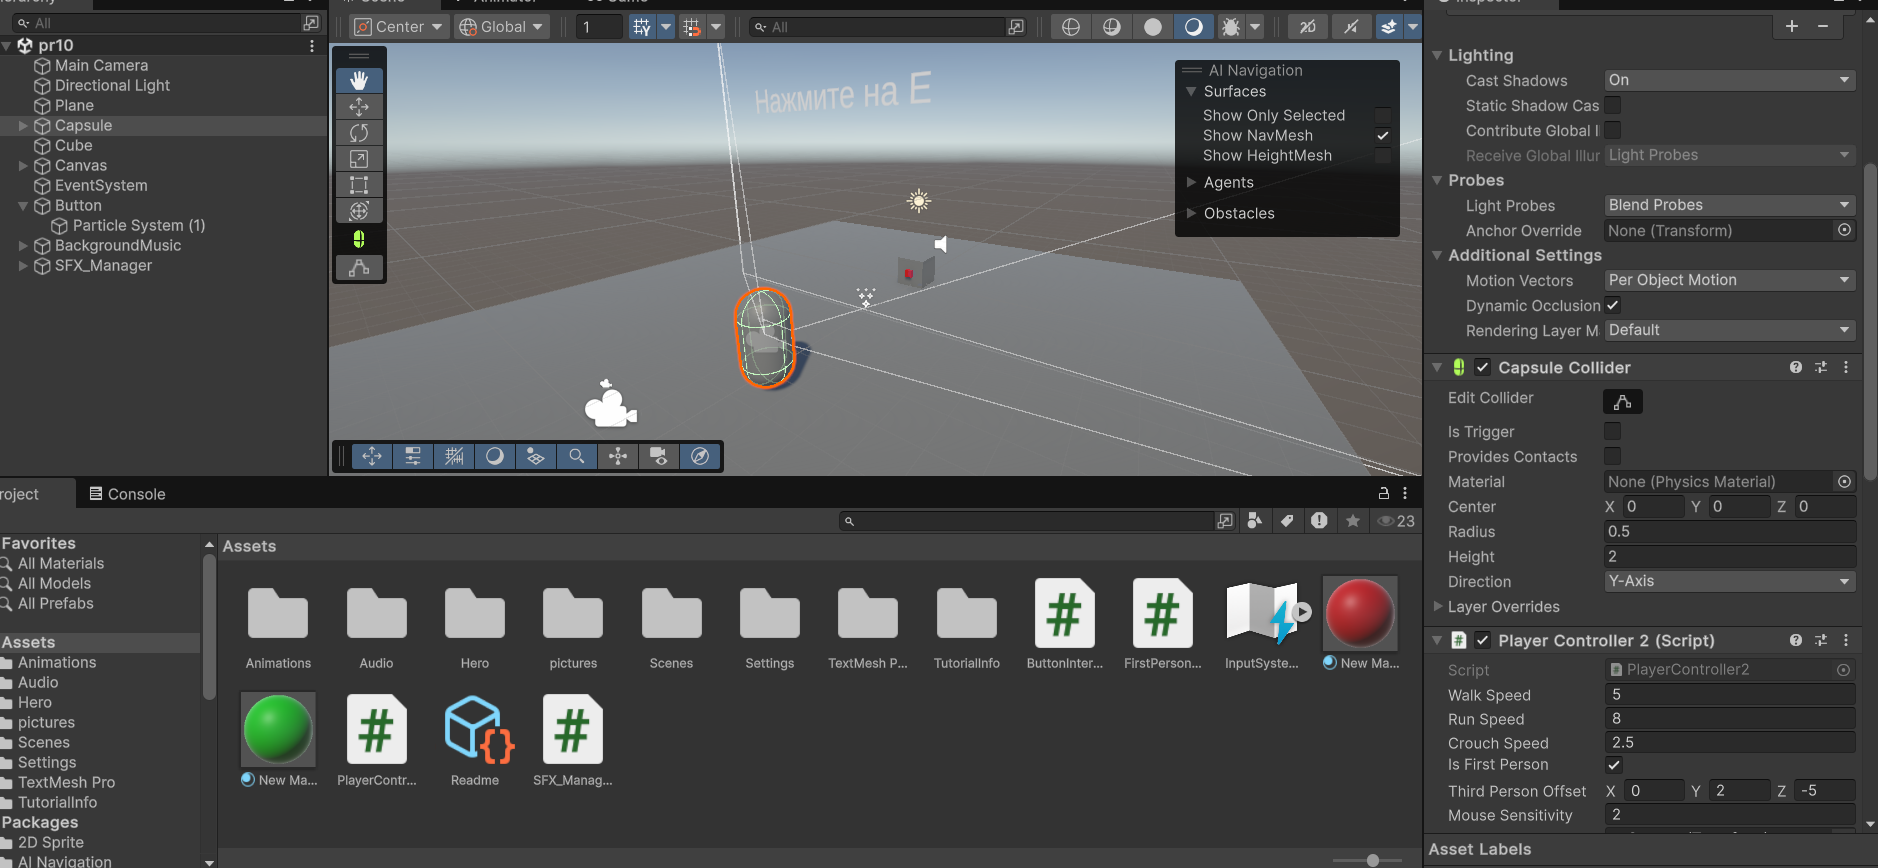 Scene
Game
All
pr10
Main Camera
Directional Light
Plane
Capsule
Cube
Canvas
EventSystem
Button
Particle System (1)
BackgroundMusic
SFX_Manager
Center
Global
1
All
2D
Нажмите на E
AI Navigation
Surfaces
Show Only Selected
Show NavMesh
Show HeightMesh
Agents
Obstacles
roject
Console
23
Favorites
All Materials
All Models
All Prefabs
Assets
Animations
Audio
Hero
pictures
Scenes
Settings
TextMesh Pro
TutorialInfo
Packages
2D Sprite
AI Navigation
Assets
Animations
Audio
Hero
pictures
Scenes
Settings
TextMesh P...
TutorialInfo
ButtonInter...
FirstPerson...
InputSyste...
New Ma...
New Ma...
PlayerContr...
Readme
SFX_Manag...
Lighting
Cast Shadows On
Static Shadow Cas
Contribute Global I
Receive Global Illur Light Probes
Probes
Light Probes Blend Probes
Anchor Override None (Transform)
Additional Settings
Motion Vectors Per Object Motion
Dynamic Occlusion
Rendering Layer M Default
Capsule Collider
Edit Collider
Is Trigger
Provides Contacts
Material None (Physics Material)
Center X 0 Y 0 Z 0
Radius 0.5
Height 2
Direction Y-Axis
Layer Overrides
Player Controller 2 (Script)
Script PlayerController2
Walk Speed 5
Run Speed 8
Crouch Speed 2.5
Is First Person
Third Person Offset X 0 Y 2 Z -5
Mouse Sensitivity 2
Asset Labels